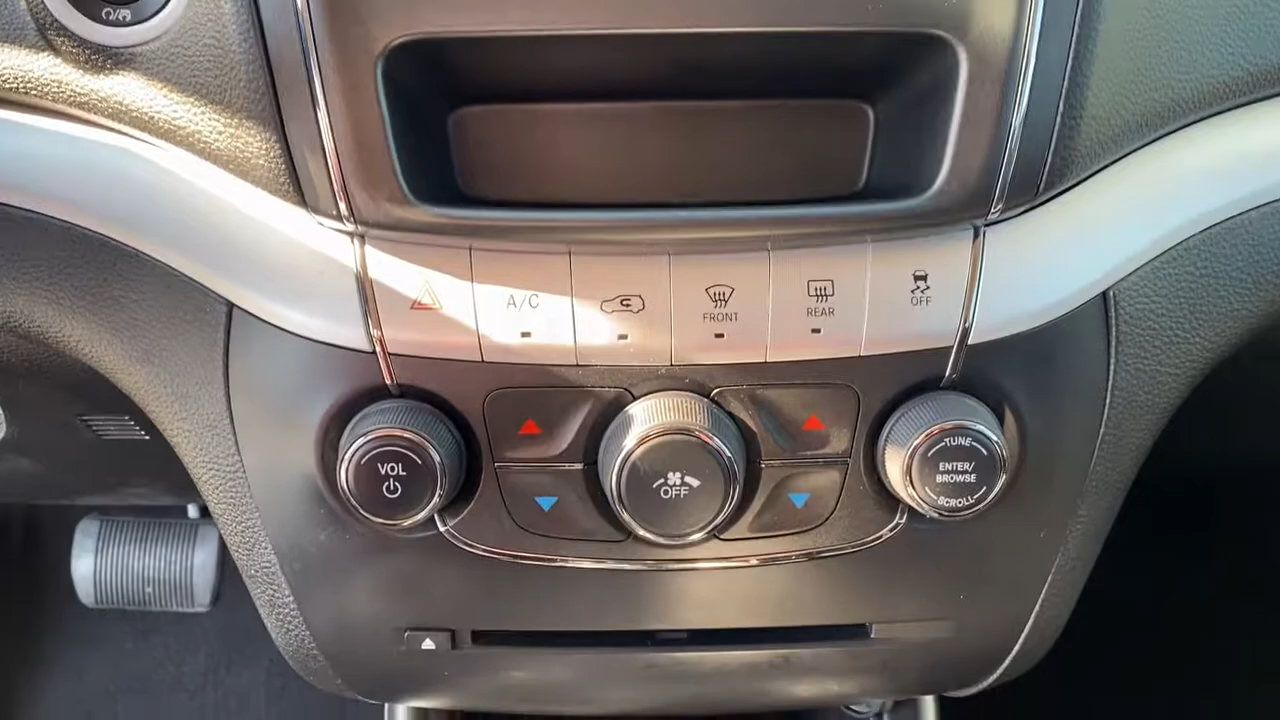 A/C
FRONT
REAR
OFF
VOL
OFF
TUNE
ENTER/
BROWSE
SCROLL